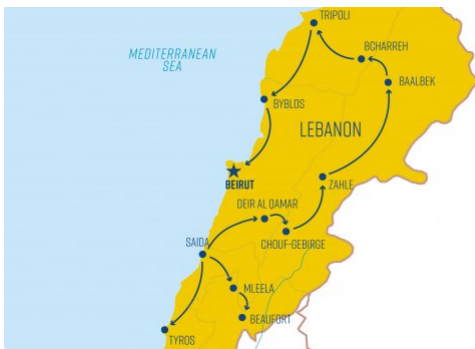 TRIPOLI
MEDITERRANEAN
SEA
BCHARREH
BAALBEK
BYBLOS
LEBANON
BEIRUT
ZAHLE
DEIR AL QAMAR
CHOUF-GEBIRGE
SAIDA
MLEELA
BEAUFORT
TYROS